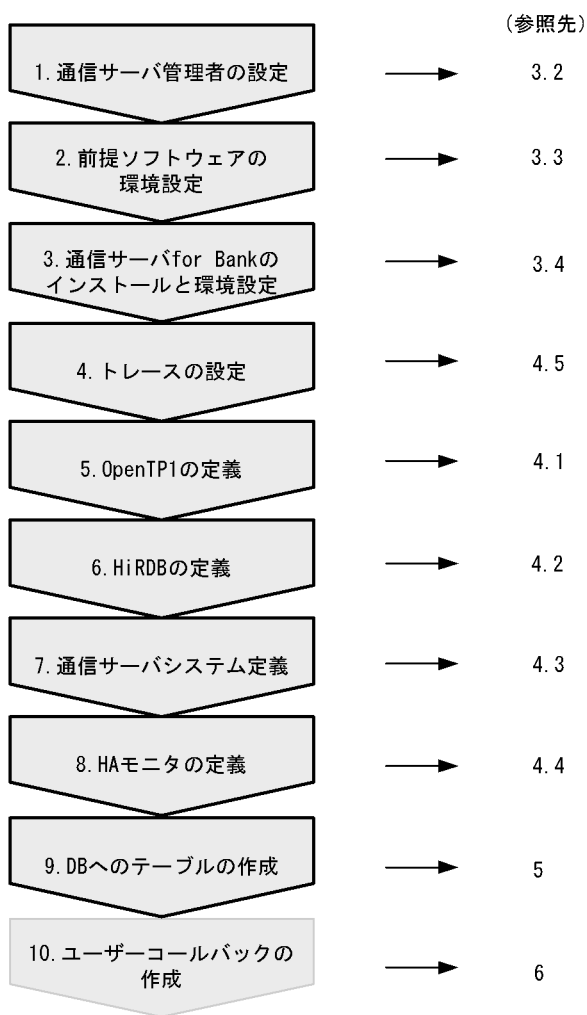 (参照先)
1.通信サーバ管理者の設定
3.2
2.前提ソフトウェアの
環境設定
3.3
3.通信サーバfor Bankの
インストールと環境設定
3.4
4.トレースの設定
4.5
5.OpenTP1の定義
4.1
6.HiRDBの定義
4.2
7.通信サーバシステム定義
4.3
8.HAモニタの定義
4.4
9.DBへのテーブルの作成
5
10.ユーザーコールバックの
作成
6